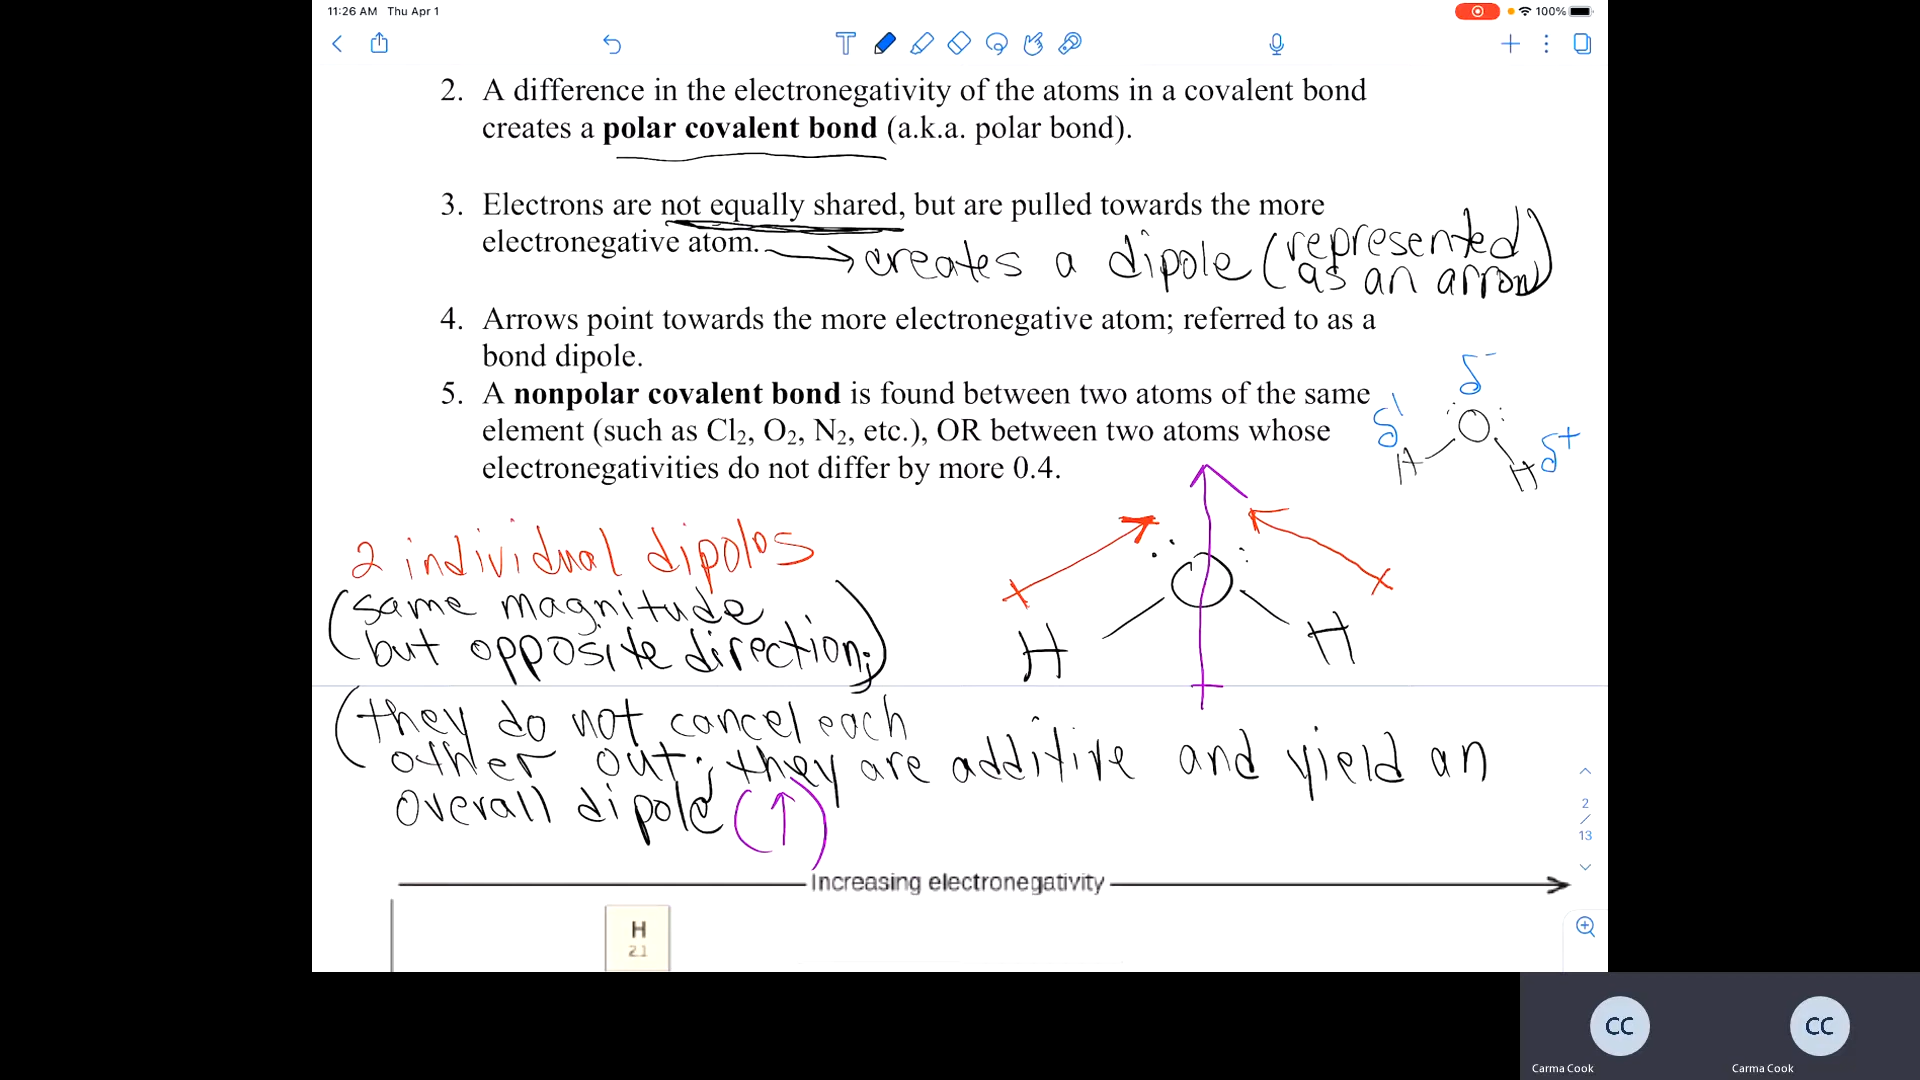 11:26 AM Thu Apr 1
100%
2. A difference in the electronegativity of the atoms in a covalent bond
creates a polar covalent bond (a.k.a. polar bond).
3. Electrons are not equally shared, but are pulled towards the more
electronegative atom.
creates a dipole (represented
as an arrow)
4. Arrows point towards the more electronegative atom; referred to as a
bond dipole.
5. A nonpolar covalent bond is found between two atoms of the same
element (such as Cl₂, O₂, N₂, etc.), OR between two atoms whose
electronegativities do not differ by more 0.4.
δ-
δ+
O
H
H
δ+
2 individual dipoles
(same magnitude
but opposite direction;)
O
H
H
(they do not cancel each
other out; they are additive and yield an
overall dipole (↑)
2
/
13
Increasing electronegativity
H
2.1
CC
CC
Carma Cook
Carma Cook